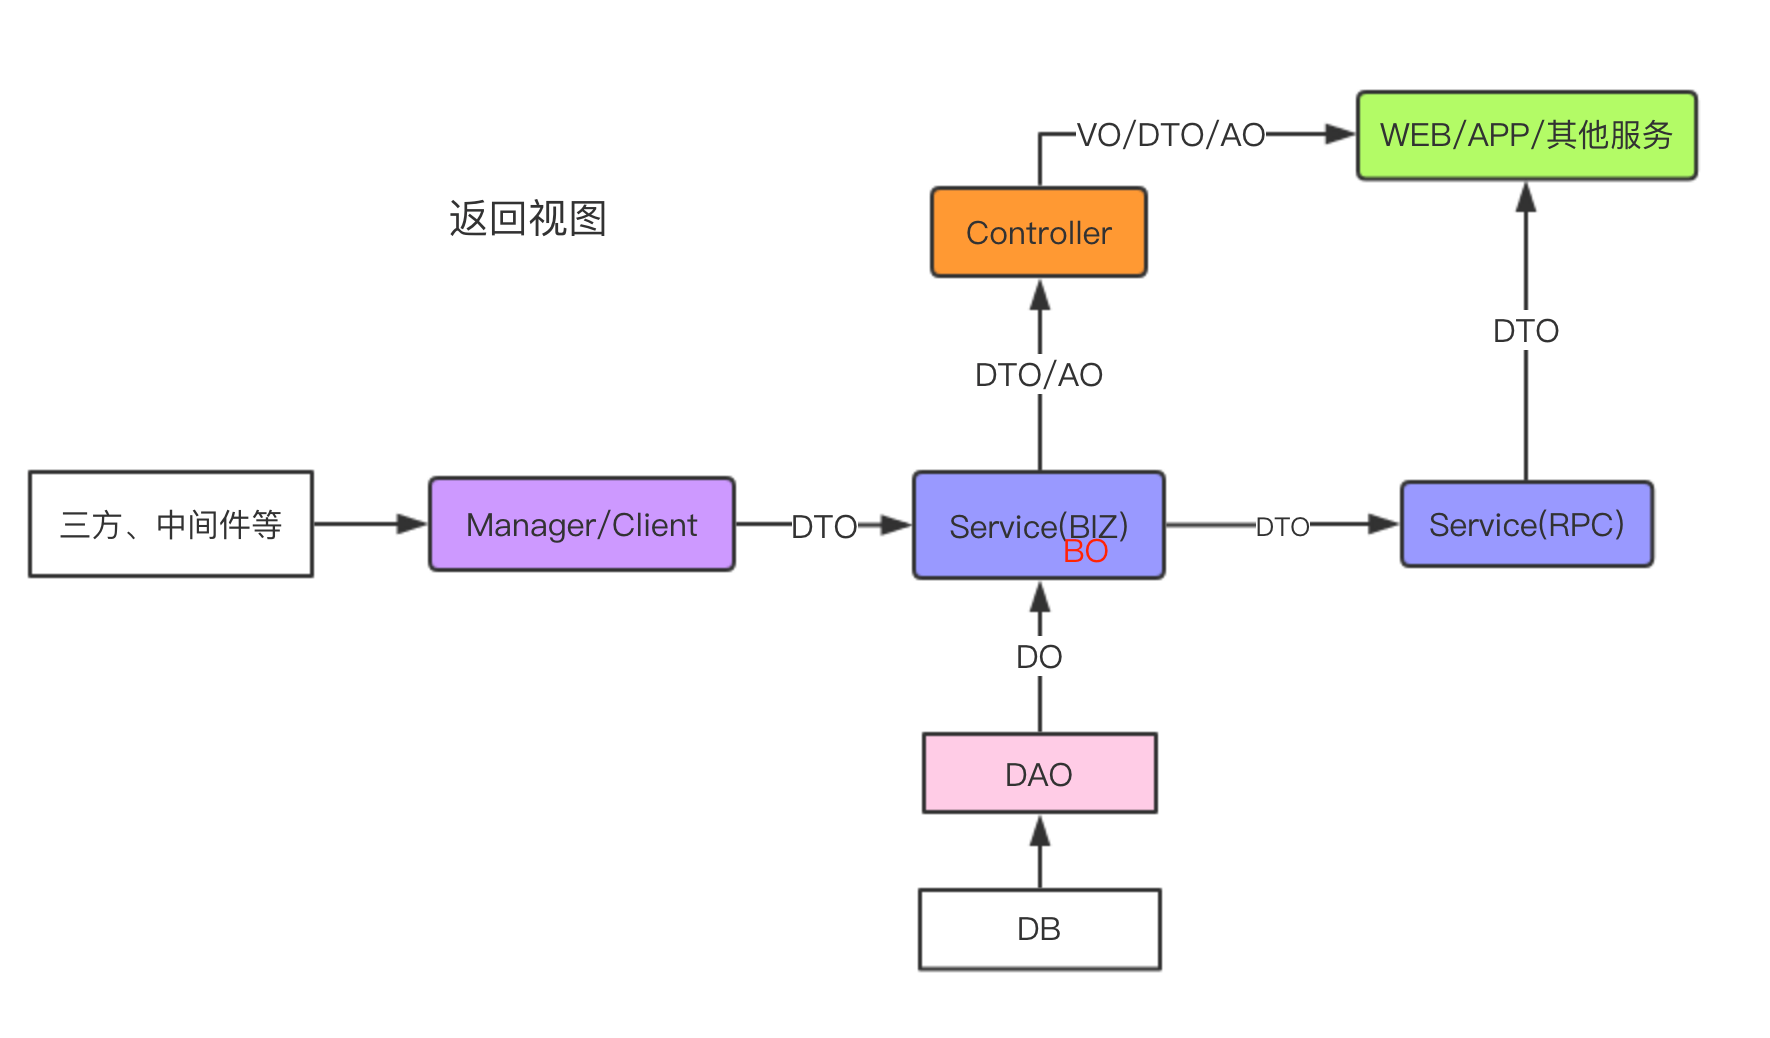 VO/DTO/AO
WEB/APP/其他服务
返回视图
Controller
DTO
DTO/AO
三方、中间件等
Manager/Client
DTO
Service(BIZ)
BO
DTO
Service(RPC)
DO
DAO
DB